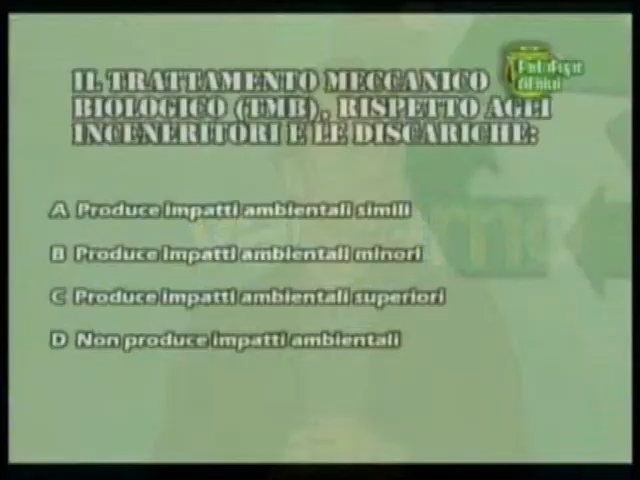 IL TRATTAMENTO MECCANICO
BIOLOGICO (TMB), RISPETTO AGLI
INCENERITORI E LE DISCARICHE:
A Produce impatti ambientali simili
B Produce impatti ambientali minori
C Produce impatti ambientali superiori
D Non produce impatti ambientali